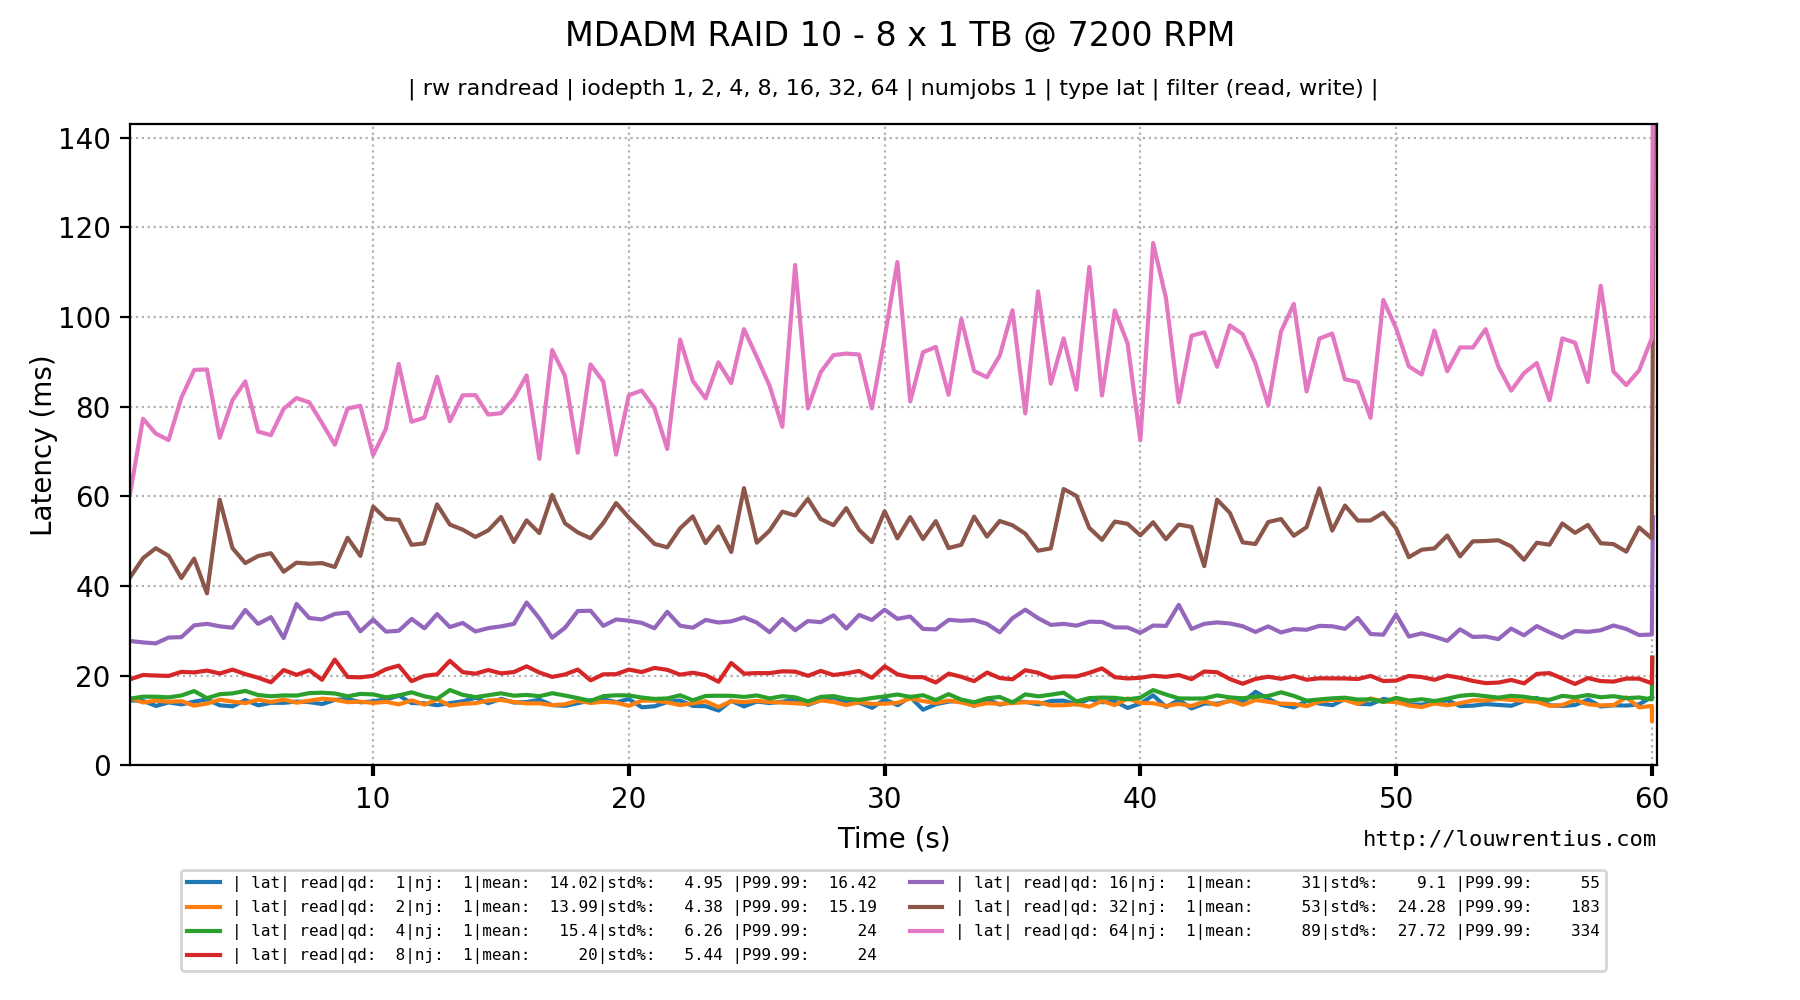 MDADM RAID 10 - 8 x 1 TB @ 7200 RPM
| rw randread | iodepth 1, 2, 4, 8, 16, 32, 64 | numjobs 1 | type lat | filter (read, write) |
Latency (ms)
140
120
100
80
60
40
20
0
10 20 30 40 50 60
Time (s)
http://louwrentius.com
| lat| read|qd:  1|nj:  1|mean:  14.02|std%:   4.95 |P99.99:  16.42
| lat| read|qd:  2|nj:  1|mean:  13.99|std%:   4.38 |P99.99:  15.19
| lat| read|qd:  4|nj:  1|mean:   15.4|std%:   6.26 |P99.99:     24
| lat| read|qd:  8|nj:  1|mean:     20|std%:   5.44 |P99.99:     24
| lat| read|qd: 16|nj:  1|mean:     31|std%:    9.1 |P99.99:     55
| lat| read|qd: 32|nj:  1|mean:     53|std%:  24.28 |P99.99:    183
| lat| read|qd: 64|nj:  1|mean:     89|std%:  27.72 |P99.99:    334